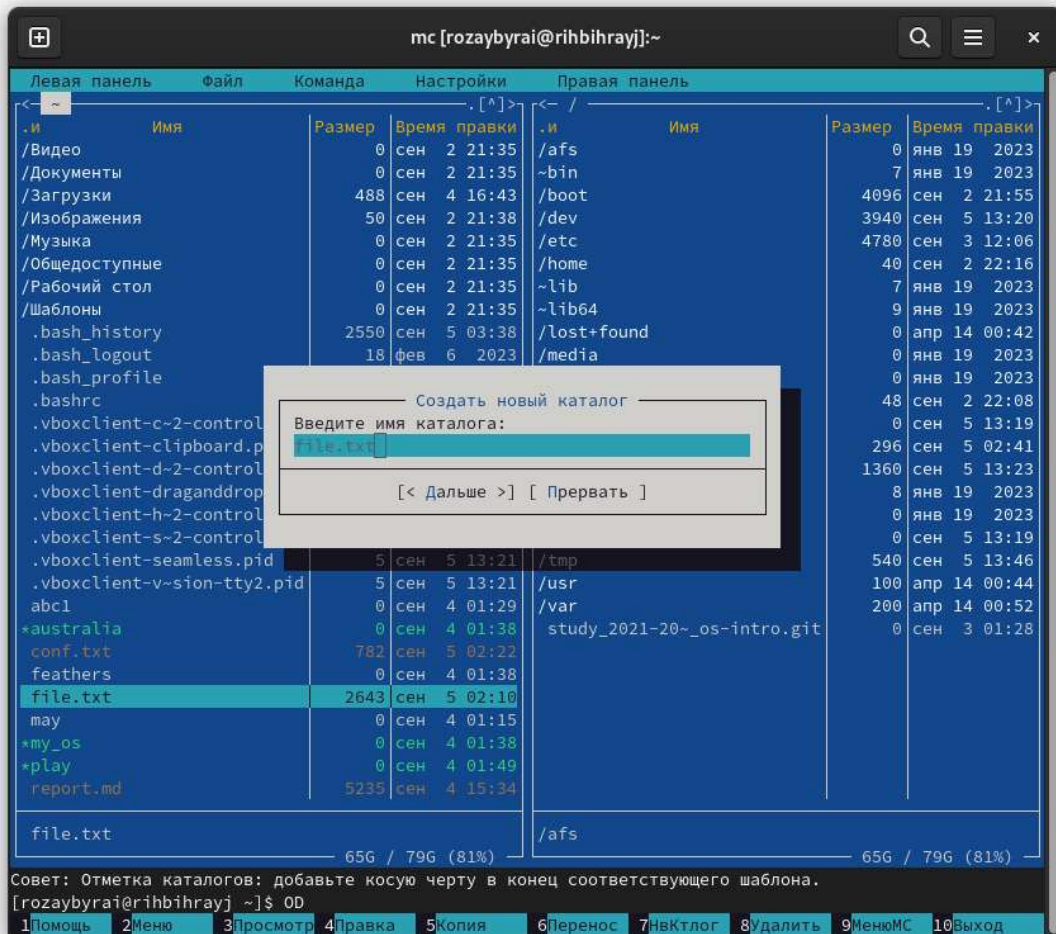 mc [rozaybyrai@rihbihrayj]:~
Левая панель Файл Команда Настройки Правая панель
<— ~ .[^]> <— / .[^]>
.и Имя Размер Время правки .и Имя Размер Время правки
/Видео 0 сен 2 21:35 /afs 0 янв 19 2023
/Документы 0 сен 2 21:35 ~bin 7 янв 19 2023
/Загрузки 488 сен 4 16:43 /boot 4096 сен 2 21:55
/Изображения 50 сен 2 21:38 /dev 3940 сен 5 13:20
/Музыка 0 сен 2 21:35 /etc 4780 сен 3 12:06
/Общедоступные 0 сен 2 21:35 /home 40 сен 2 22:16
/Рабочий стол 0 сен 2 21:35 ~lib 7 янв 19 2023
/Шаблоны 0 сен 2 21:35 ~lib64 9 янв 19 2023
.bash_history 2550 сен 5 03:38 /lost+found 0 апр 14 00:42
.bash_logout 18 фев 6 2023 /media 0 янв 19 2023
.bash_profile 0 янв 19 2023
.bashrc Создать новый каталог 48 сен 2 22:08
.vboxclient-c~2-control Введите имя каталога: 0 сен 5 13:19
.vboxclient-clipboard.p file.txt 296 сен 5 02:41
.vboxclient-d~2-control 1360 сен 5 13:23
.vboxclient-draganddrop [< Дальше >] [ Прервать ] 8 янв 19 2023
.vboxclient-h~2-control 0 янв 19 2023
.vboxclient-s~2-control 0 сен 5 13:19
.vboxclient-seamless.pid 5 сен 5 13:21 /tmp 540 сен 5 13:46
.vboxclient-v~sion-tty2.pid 5 сен 5 13:21 /usr 100 апр 14 00:44
abc1 0 сен 4 01:29 /var 200 апр 14 00:52
*australia 0 сен 4 01:38 study_2021-20~_os-intro.git 0 сен 3 01:28
conf.txt 782 сен 5 02:22
feathers 0 сен 4 01:38
file.txt 2643 сен 5 02:10
may 0 сен 4 01:15
*my_os 0 сен 4 01:38
*play 0 сен 4 01:49
report.md 5235 сен 4 15:34
file.txt /afs
65G / 79G (81%) 65G / 79G (81%)
Совет: Отметка каталогов: добавьте косую черту в конец соответствующего шаблона.
[rozaybyrai@rihbihrayj ~]$ OD
1Помощь 2Меню 3Просмотр 4Правка 5Копия 6Перенос 7НвКтлог 8Удалить 9МенюМС 10Выход